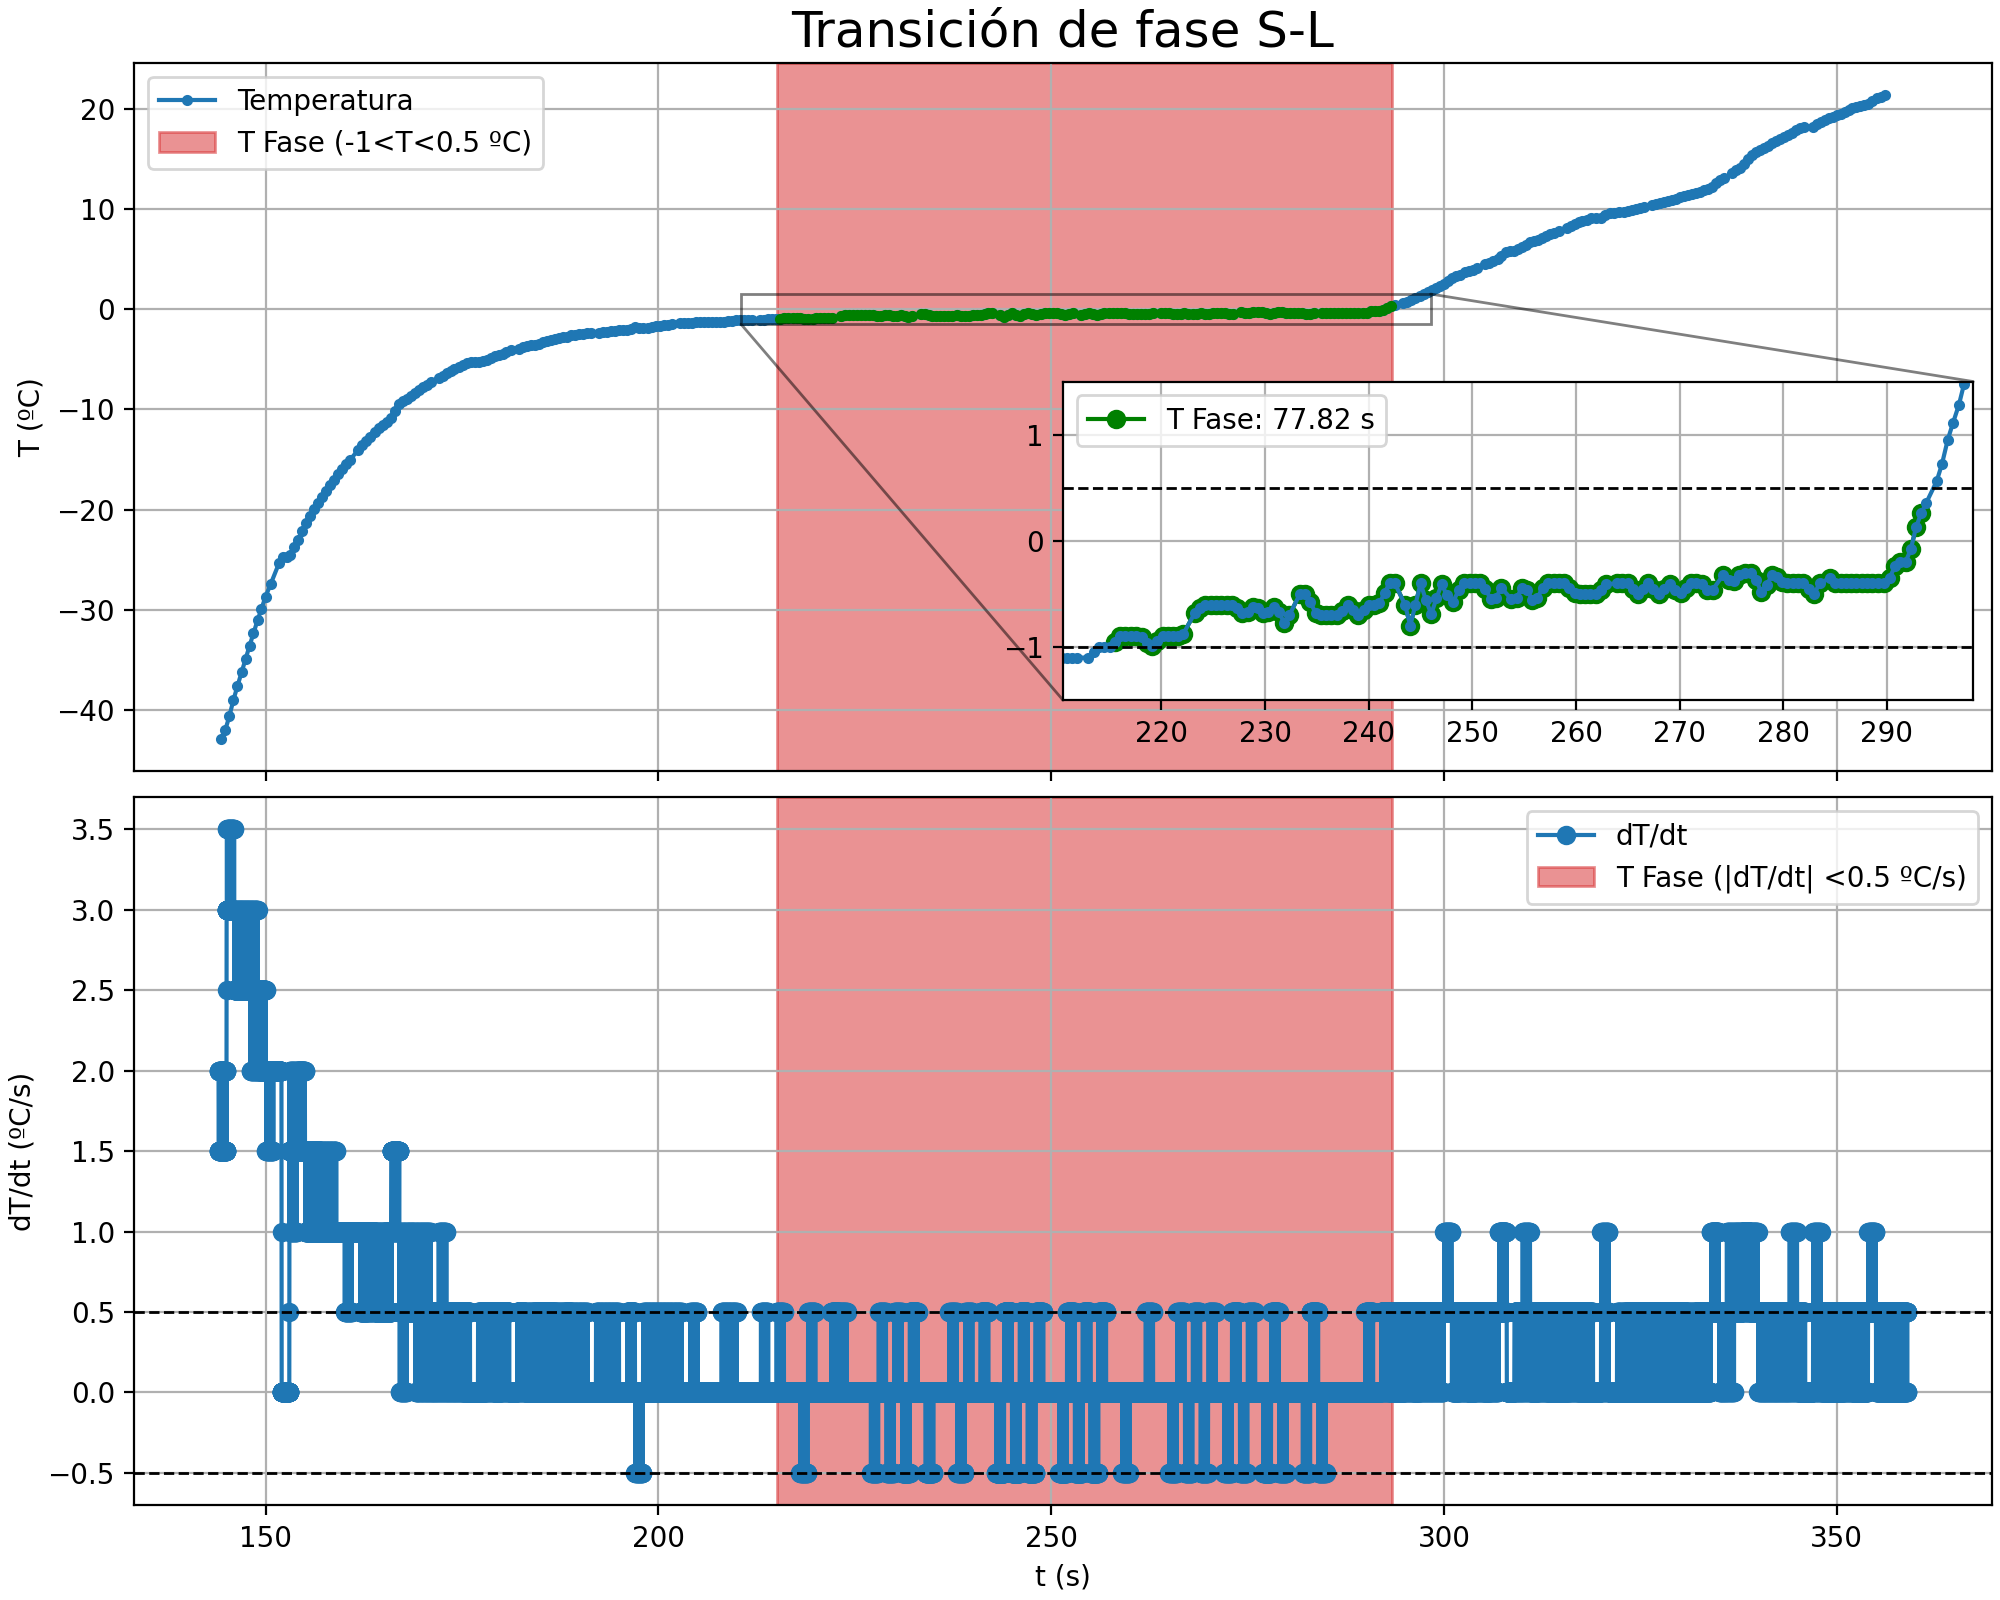 Transición de fase S-L
Temperatura
T Fase (-1<T<0.5 ºC)
T (ºC)
20
10
0
−10
−20
−30
−40
T Fase: 77.82 s
1
0
−1
220 230 240 250 260 270 280 290
dT/dt
T Fase (|dT/dt| <0.5 ºC/s)
dT/dt (ºC/s)
3.5
3.0
2.5
2.0
1.5
1.0
0.5
0.0
−0.5
150 200 250 300 350
t (s)